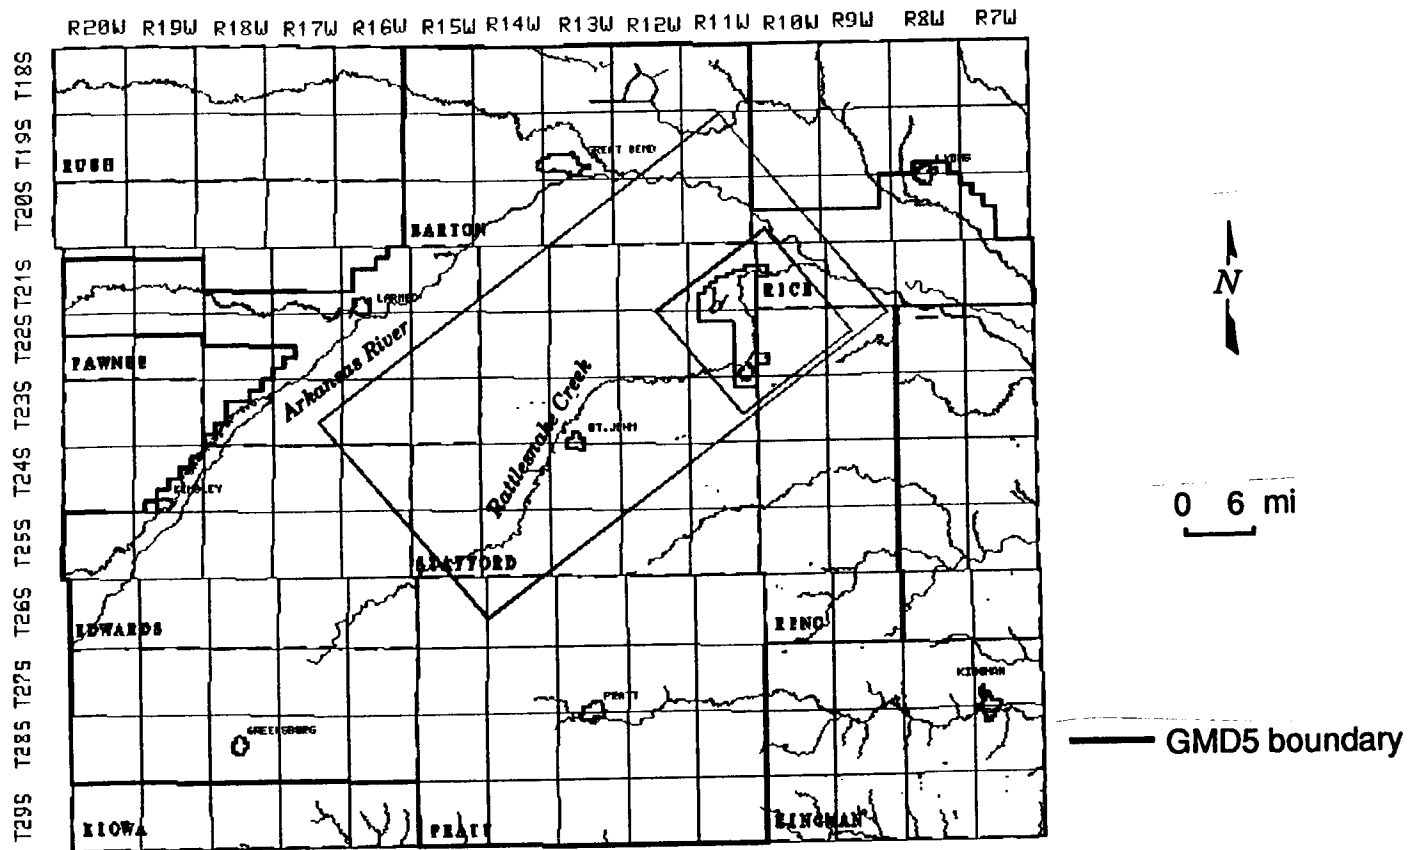 R20W R19W R18W R17W R16W R15W R14W R13W R12W R11W R10W R9W R8W R7W
T18S
T19S
GREAT BEND
LYONS
RUSH
T20S
BARTON
T21S
LARNED
RICE
N
T22S
PAWNEE
Arkansas River
T23S
Rattlesnake Creek
ST.JOHN
T24S
KINSLEY
0 6 mi
T25S
STAFFORD
T26S
EDWARDS
RENO
T27S
KINGMAN
PRATT
T28S
GREENSBURG
GMD5 boundary
T29S
KIOWA
PRATT
KINGMAN